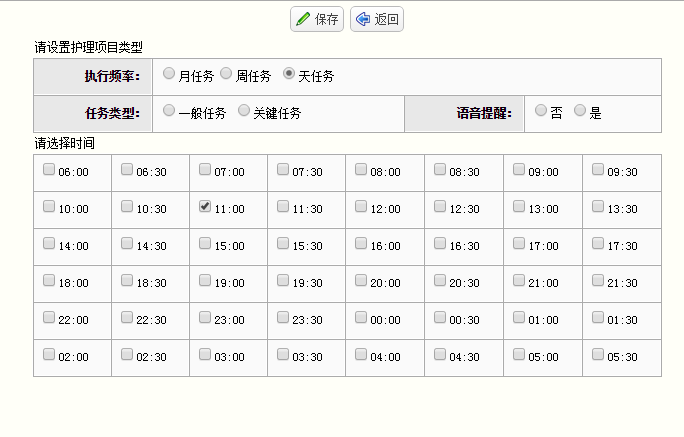 保存 返回
请设置护理项目类型
执行频率： 月任务 周任务 天任务
任务类型： 一般任务 关键任务 语音提醒： 否 是
请选择时间
06:00 06:30 07:00 07:30 08:00 08:30 09:00 09:30
10:00 10:30 11:00 11:30 12:00 12:30 13:00 13:30
14:00 14:30 15:00 15:30 16:00 16:30 17:00 17:30
18:00 18:30 19:00 19:30 20:00 20:30 21:00 21:30
22:00 22:30 23:00 23:30 00:00 00:30 01:00 01:30
02:00 02:30 03:00 03:30 04:00 04:30 05:00 05:30